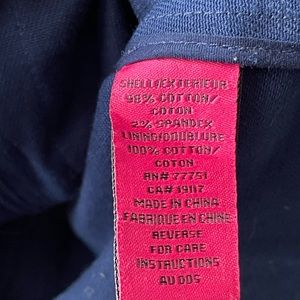 SHELL/EXTERIEUR
98% COTTON/
COTON
2% SPANDEX
LINING/DOUBLURE
100% COTTON/
COTON
RN# 77751
CA# 19117
MADE IN CHINA
FABRIQUE EN CHINE
REVERSE
FOR CARE
INSTRUCTIONS
AU 005